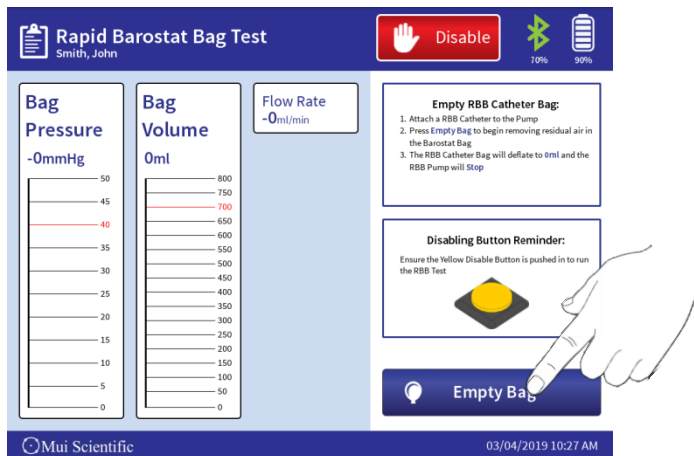 Rapid Barostat Bag Test
Smith, John
Disable
70%
90%
Bag
Pressure
-0mmHg
50
45
40
35
30
25
20
15
10
5
0
Bag
Volume
0ml
800
750
700
650
600
550
500
450
400
350
300
250
200
150
100
50
0
Flow Rate
-0ml/min
Empty RBB Catheter Bag:
1. Attach a RBB Catheter to the Pump
2. Press Empty Bag to begin removing residual air in
the Barostat Bag
3. The RBB Catheter Bag will deflate to 0ml and the
RBB Pump will Stop
Disabling Button Reminder:
Ensure the Yellow Disable Button is pushed in to run
the RBB Test
Empty Bag
Mui Scientific
03/04/2019 10:27 AM